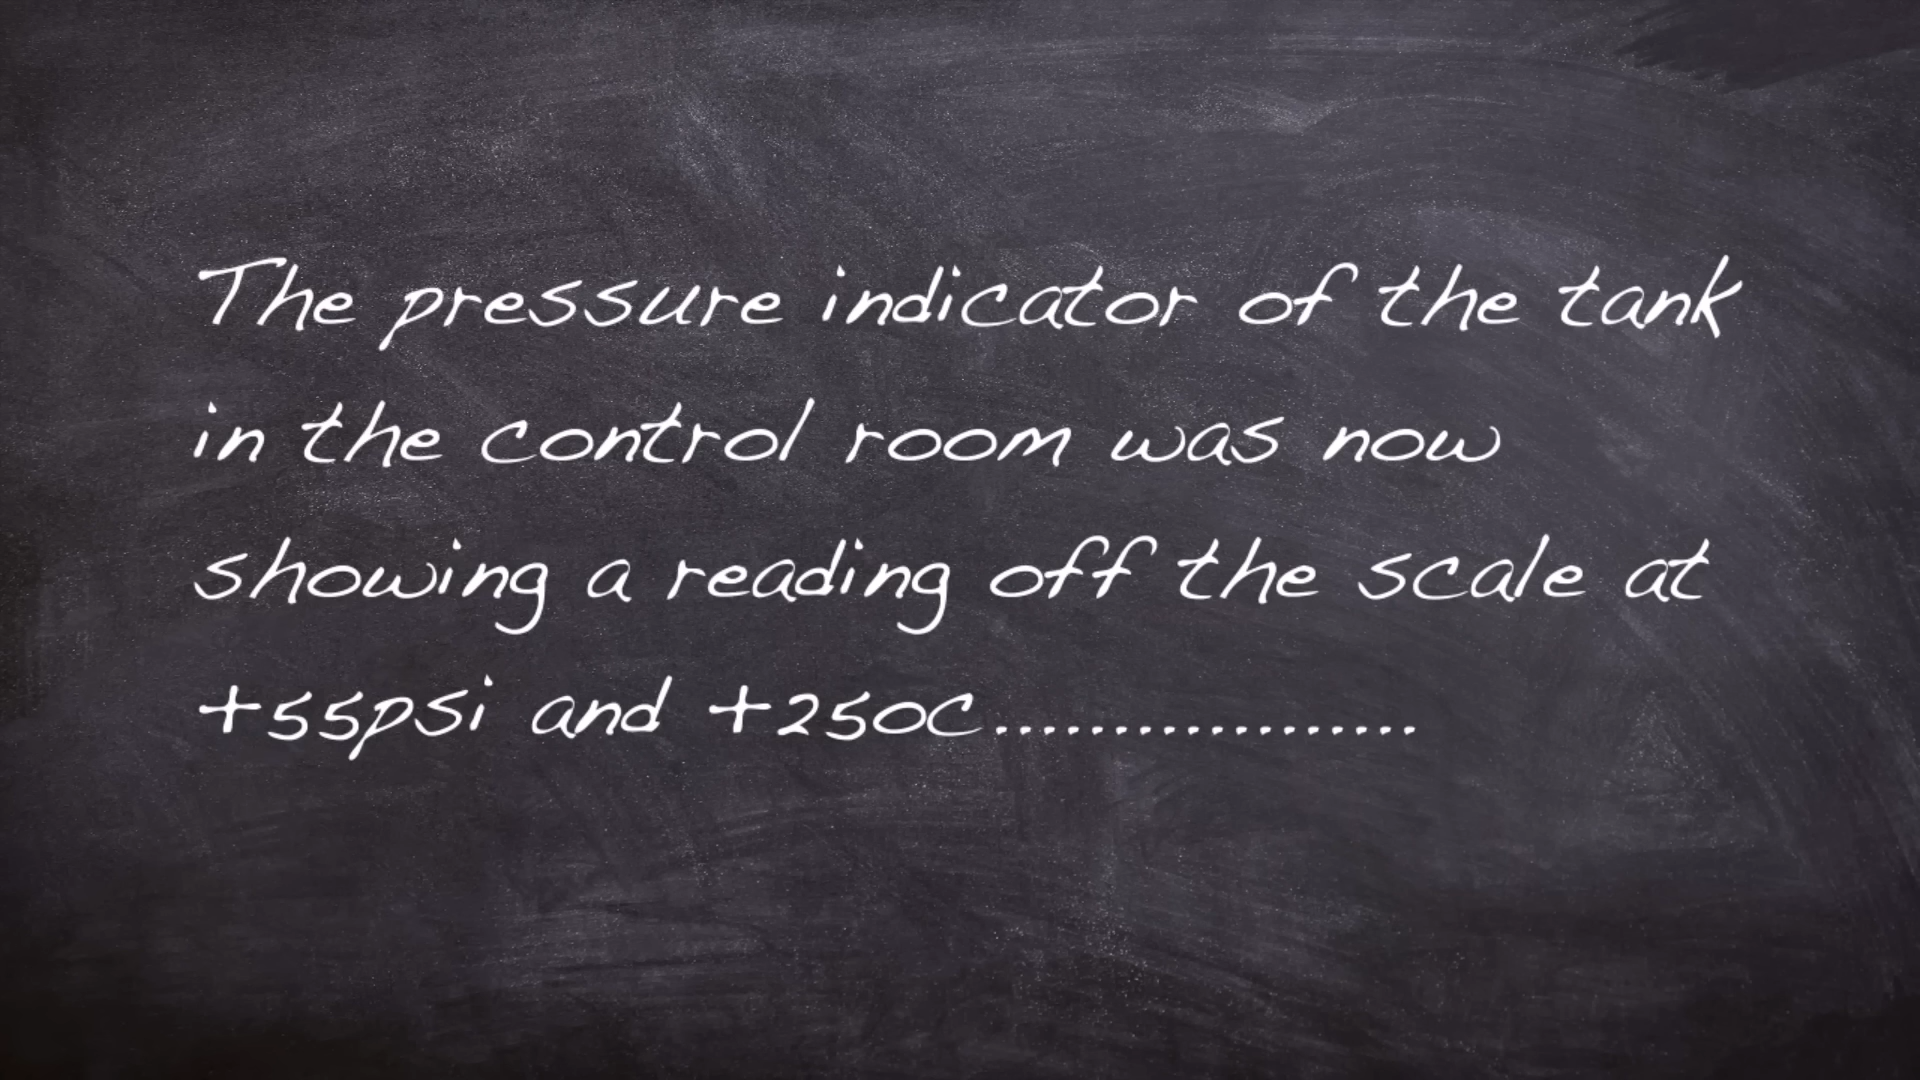 The pressure indicator of the tank
in the control room was now
showing a reading off the scale at
+55psi and +250C..................